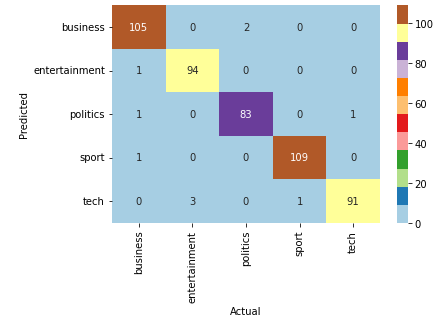 business 105 0 2 0 0
entertainment 1 94 0 0 0
politics 1 0 83 0 1
sport 1 0 0 109 0
tech 0 3 0 1 91
Predicted
business
entertainment
politics
sport
tech
Actual
100
80
60
40
20
0